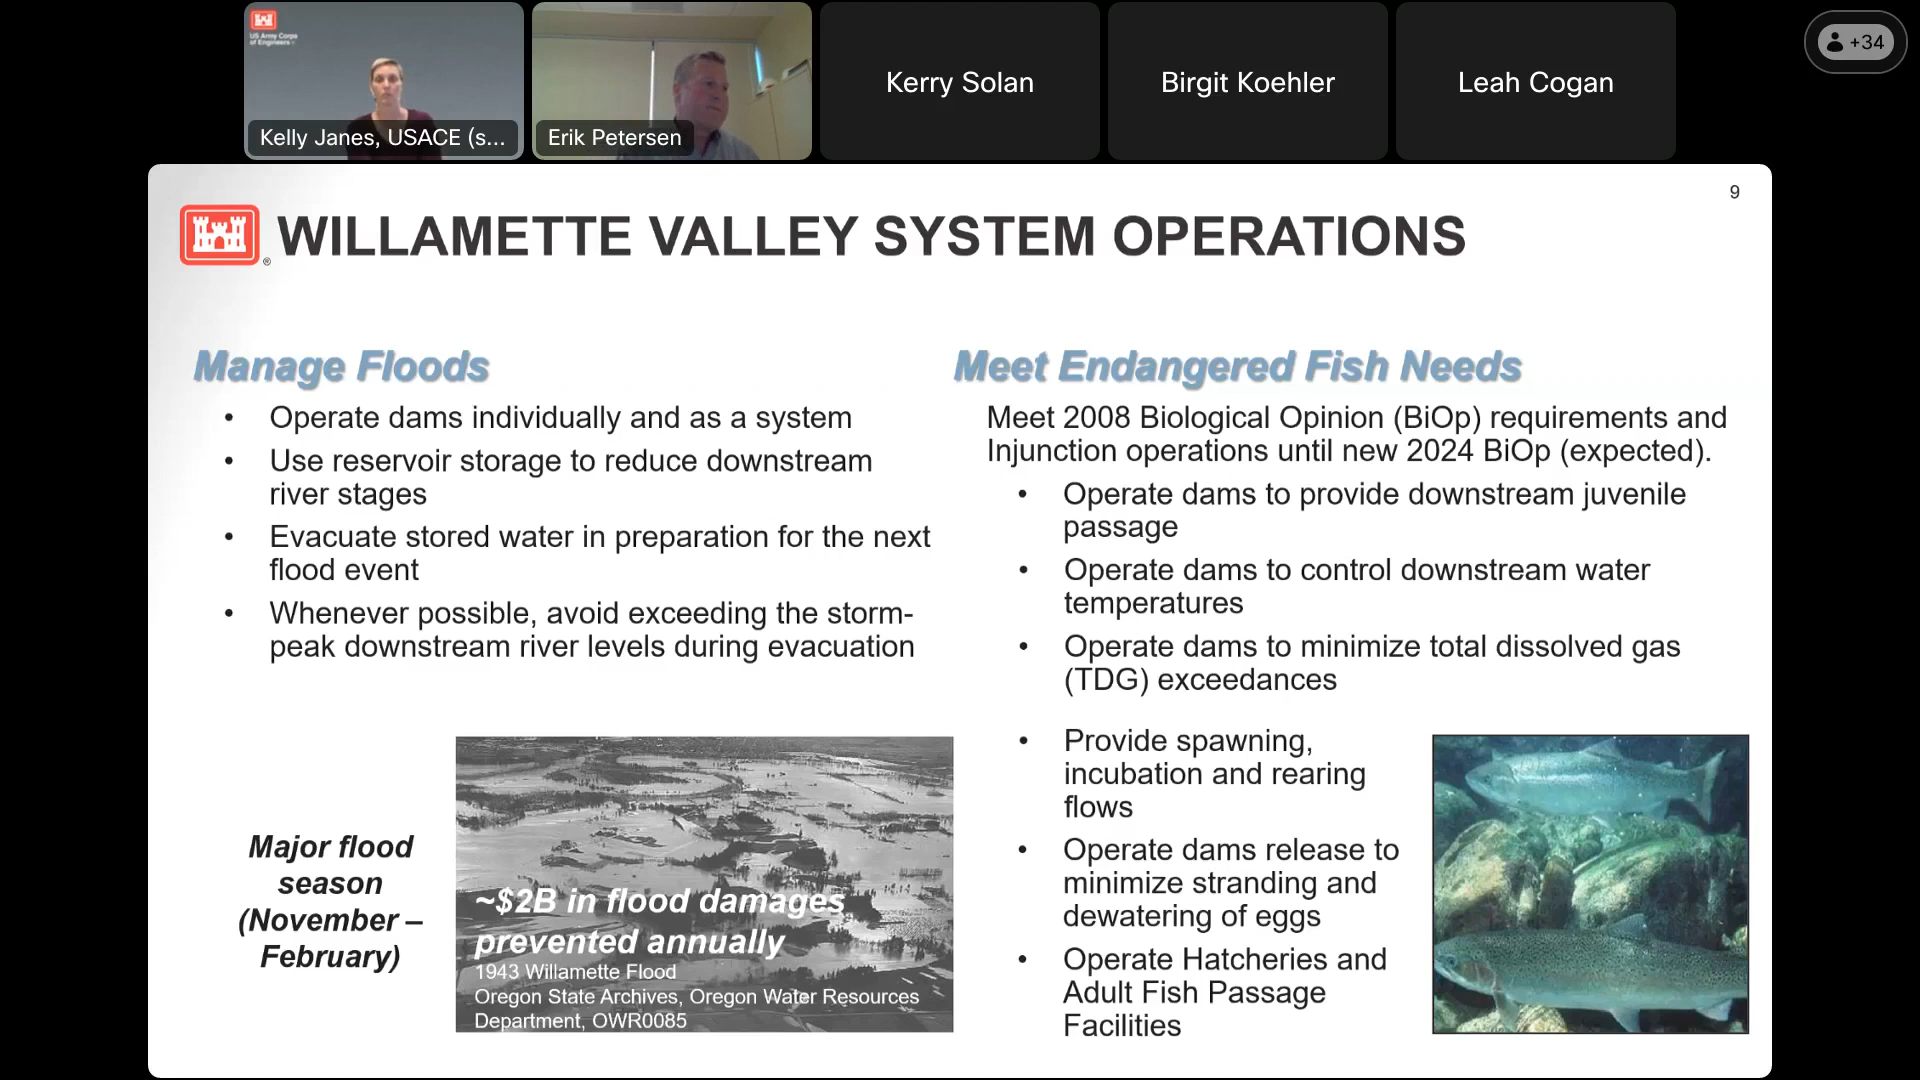 US Army Corps
of Engineers
Kelly Janes, USACE (s...
Erik Petersen
Kerry Solan
Birgit Koehler
Leah Cogan
+34
9
WILLAMETTE VALLEY SYSTEM OPERATIONS
®
Manage Floods
• Operate dams individually and as a system
• Use reservoir storage to reduce downstream
river stages
• Evacuate stored water in preparation for the next
flood event
• Whenever possible, avoid exceeding the storm-
peak downstream river levels during evacuation
Major flood
season
(November –
February)
~$2B in flood damages
prevented annually
1943 Willamette Flood
Oregon State Archives, Oregon Water Resources
Department, OWR0085
Meet Endangered Fish Needs
Meet 2008 Biological Opinion (BiOp) requirements and
Injunction operations until new 2024 BiOp (expected).
• Operate dams to provide downstream juvenile
passage
• Operate dams to control downstream water
temperatures
• Operate dams to minimize total dissolved gas
(TDG) exceedances
• Provide spawning,
incubation and rearing
flows
• Operate dams release to
minimize stranding and
dewatering of eggs
• Operate Hatcheries and
Adult Fish Passage
Facilities